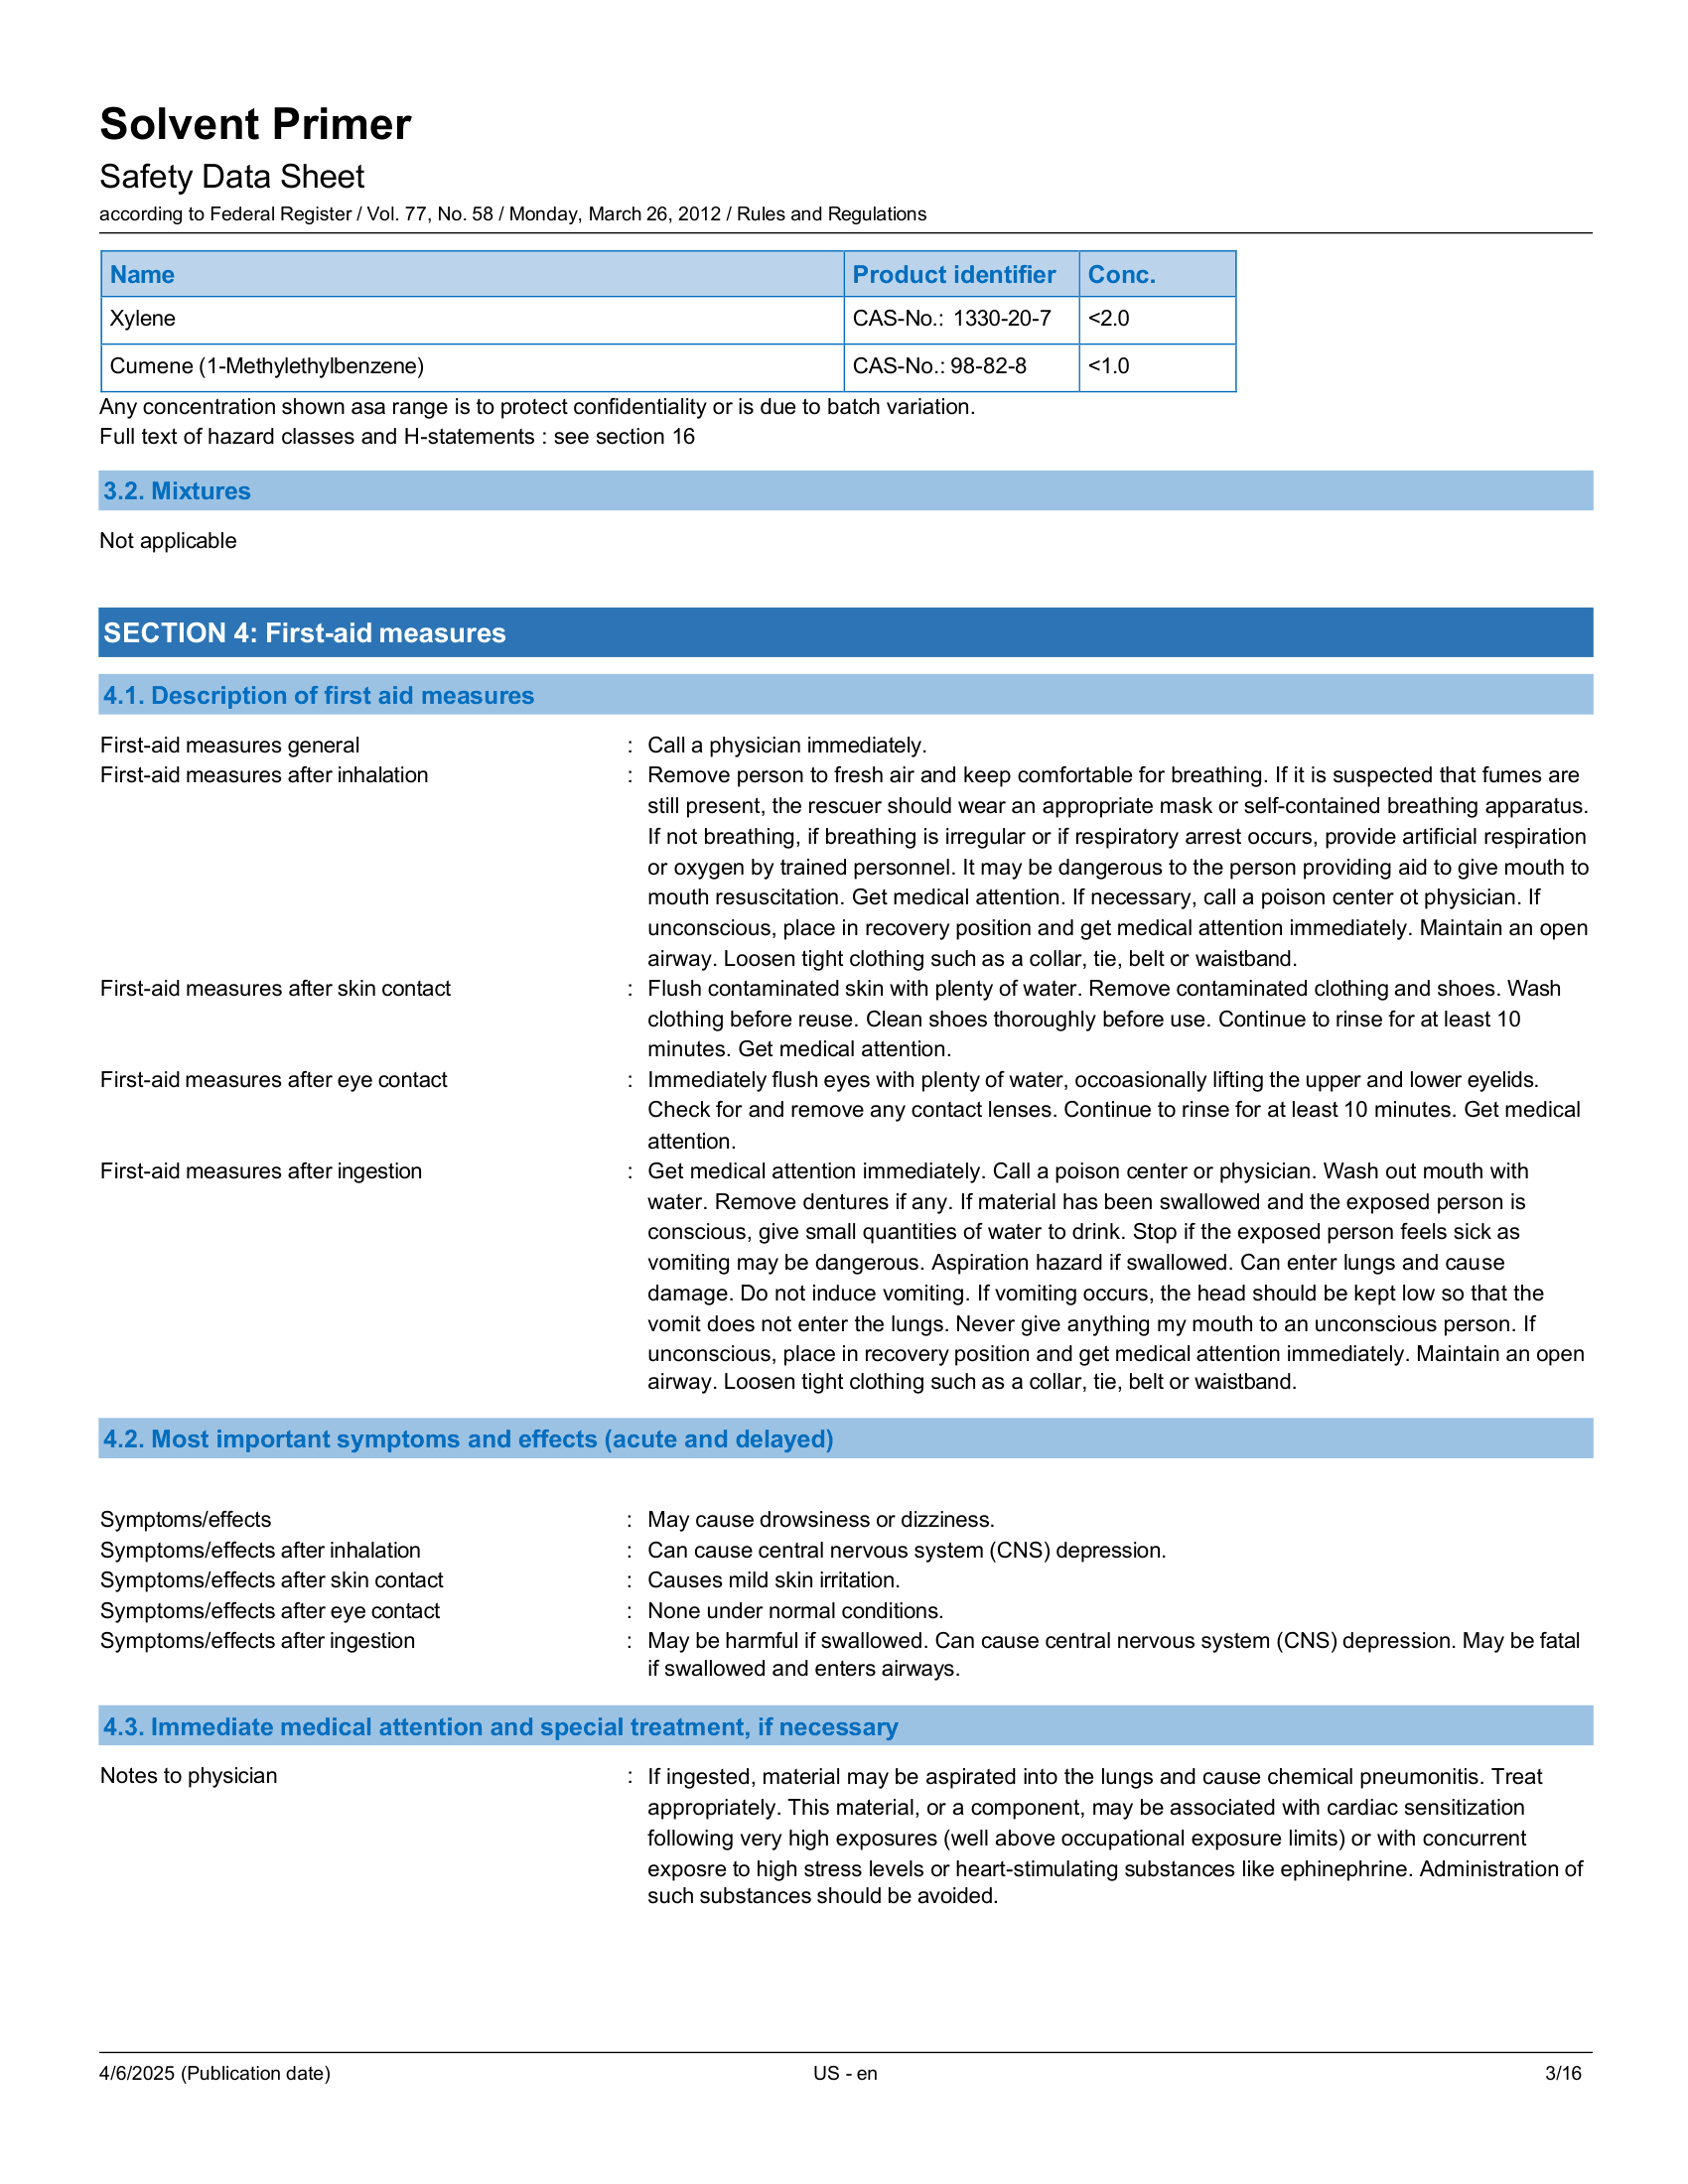 Solvent Primer
Safety Data Sheet
according to Federal Register / Vol. 77, No. 58 / Monday, March 26, 2012 / Rules and Regulations
Name Product identifier Conc.
Xylene CAS-No.: 1330-20-7 <2.0
Cumene (1-Methylethylbenzene) CAS-No.: 98-82-8 <1.0
Any concentration shown asa range is to protect confidentiality or is due to batch variation.
Full text of hazard classes and H-statements : see section 16
3.2. Mixtures
Not applicable
SECTION 4: First-aid measures
4.1. Description of first aid measures
First-aid measures general : Call a physician immediately.
First-aid measures after inhalation : Remove person to fresh air and keep comfortable for breathing. If it is suspected that fumes are
still present, the rescuer should wear an appropriate mask or self-contained breathing apparatus.
If not breathing, if breathing is irregular or if respiratory arrest occurs, provide artificial respiration
or oxygen by trained personnel. It may be dangerous to the person providing aid to give mouth to
mouth resuscitation. Get medical attention. If necessary, call a poison center ot physician. If
unconscious, place in recovery position and get medical attention immediately. Maintain an open
airway. Loosen tight clothing such as a collar, tie, belt or waistband.
First-aid measures after skin contact : Flush contaminated skin with plenty of water. Remove contaminated clothing and shoes. Wash
clothing before reuse. Clean shoes thoroughly before use. Continue to rinse for at least 10
minutes. Get medical attention.
First-aid measures after eye contact : Immediately flush eyes with plenty of water, occoasionally lifting the upper and lower eyelids.
Check for and remove any contact lenses. Continue to rinse for at least 10 minutes. Get medical
attention.
First-aid measures after ingestion : Get medical attention immediately. Call a poison center or physician. Wash out mouth with
water. Remove dentures if any. If material has been swallowed and the exposed person is
conscious, give small quantities of water to drink. Stop if the exposed person feels sick as
vomiting may be dangerous. Aspiration hazard if swallowed. Can enter lungs and cause
damage. Do not induce vomiting. If vomiting occurs, the head should be kept low so that the
vomit does not enter the lungs. Never give anything my mouth to an unconscious person. If
unconscious, place in recovery position and get medical attention immediately. Maintain an open
airway. Loosen tight clothing such as a collar, tie, belt or waistband.
4.2. Most important symptoms and effects (acute and delayed)
Symptoms/effects : May cause drowsiness or dizziness.
Symptoms/effects after inhalation : Can cause central nervous system (CNS) depression.
Symptoms/effects after skin contact : Causes mild skin irritation.
Symptoms/effects after eye contact : None under normal conditions.
Symptoms/effects after ingestion : May be harmful if swallowed. Can cause central nervous system (CNS) depression. May be fatal
if swallowed and enters airways.
4.3. Immediate medical attention and special treatment, if necessary
Notes to physician : If ingested, material may be aspirated into the lungs and cause chemical pneumonitis. Treat
appropriately. This material, or a component, may be associated with cardiac sensitization
following very high exposures (well above occupational exposure limits) or with concurrent
exposre to high stress levels or heart-stimulating substances like ephinephrine. Administration of
such substances should be avoided.
4/6/2025 (Publication date) US - en 3/16